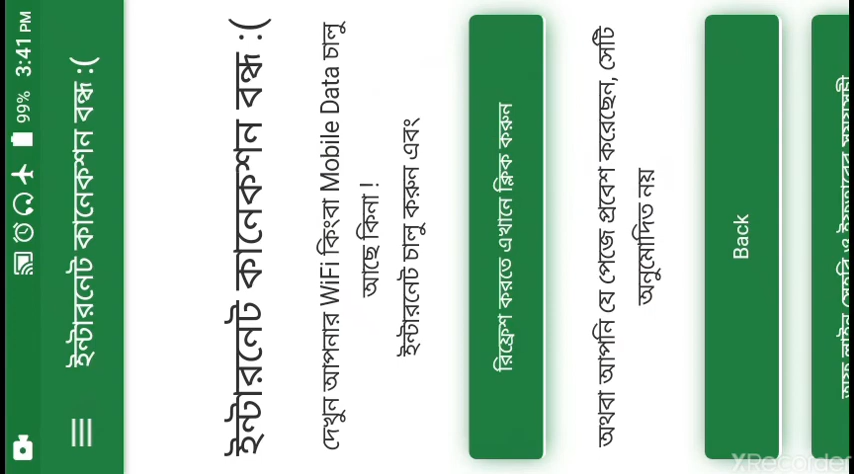 99% 3:41 PM
ইন্টারনেট কানেকশন বন্ধ :(
ইন্টারনেট কানেকশন বন্ধ :(
দেখুন আপনার WiFi কিংবা Mobile Data চালু
আছে কিনা !
ইন্টারনেট চালু করুন এবং
রিফ্রেশ করতে এখানে ক্লিক করুন
অথবা আপনি যে পেজে প্রবেশ করেছেন, সেটি
অনুমোদিত নয়
Back
XRecorder